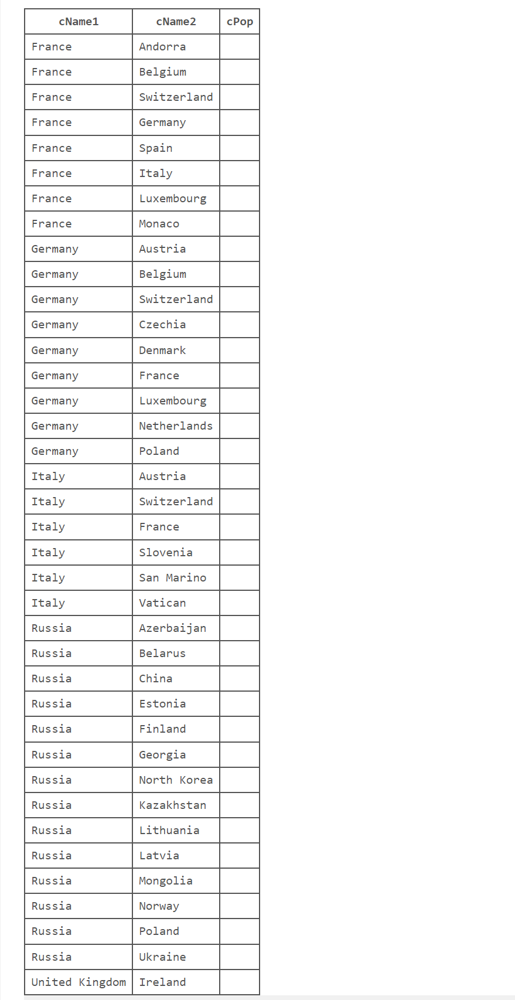 cName1 cName2 cPop
France Andorra
France Belgium
France Switzerland
France Germany
France Spain
France Italy
France Luxembourg
France Monaco
Germany Austria
Germany Belgium
Germany Switzerland
Germany Czechia
Germany Denmark
Germany France
Germany Luxembourg
Germany Netherlands
Germany Poland
Italy Austria
Italy Switzerland
Italy France
Italy Slovenia
Italy San Marino
Italy Vatican
Russia Azerbaijan
Russia Belarus
Russia China
Russia Estonia
Russia Finland
Russia Georgia
Russia North Korea
Russia Kazakhstan
Russia Lithuania
Russia Latvia
Russia Mongolia
Russia Norway
Russia Poland
Russia Ukraine
United Kingdom Ireland